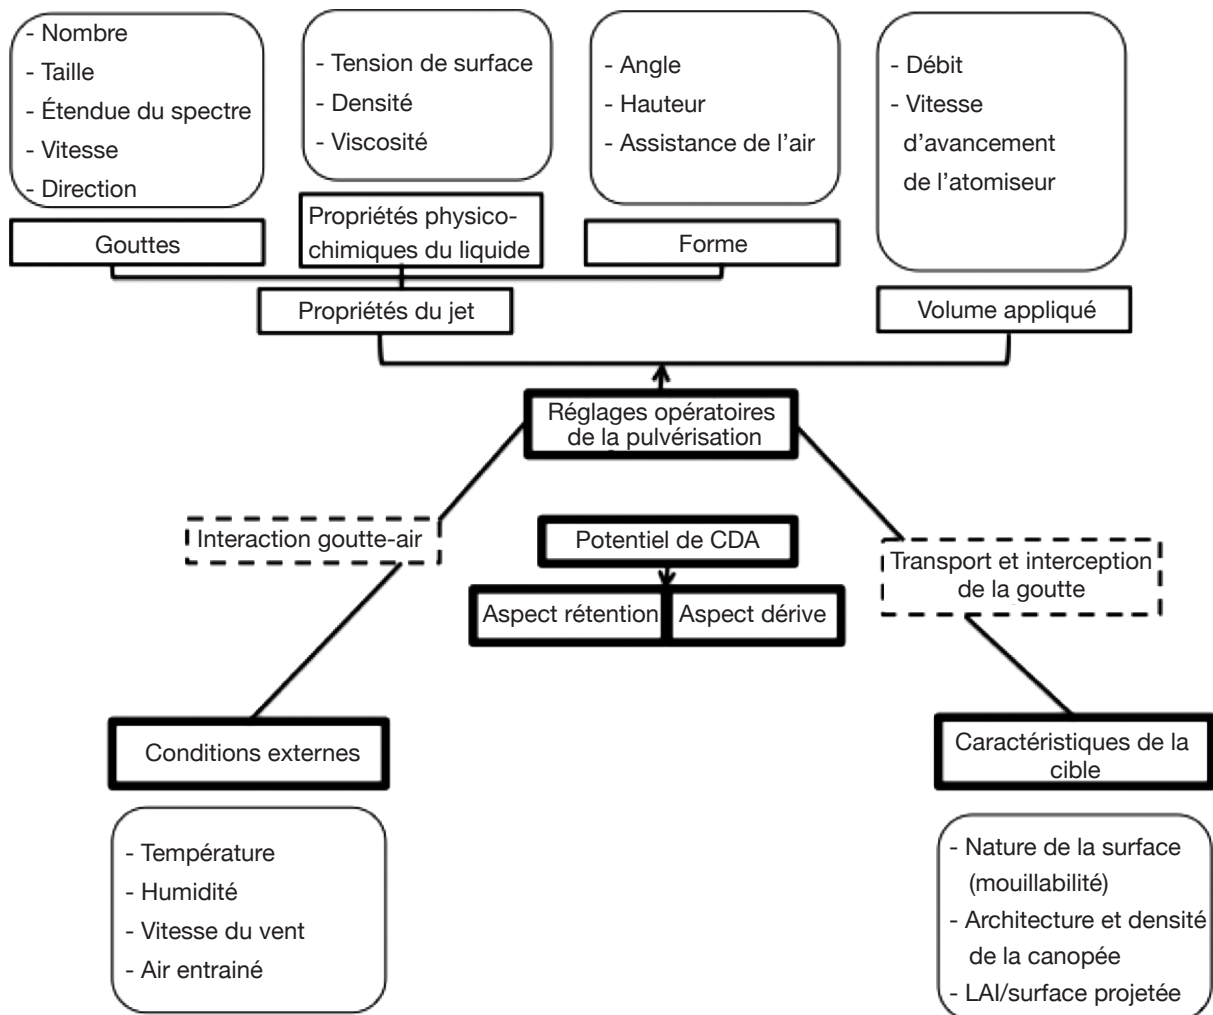 - Nombre
- Taille
- Étendue du spectre
- Vitesse
- Direction
Gouttes
- Tension de surface
- Densité
- Viscosité
Propriétés physico-
chimiques du liquide
- Angle
- Hauteur
- Assistance de l'air
Forme
- Débit
- Vitesse
d'avancement
de l'atomiseur
Propriétés du jet
Volume appliqué
Réglages opératoires
de la pulvérisation
Interaction goutte-air
Potentiel de CDA
Aspect rétention
Aspect dérive
Transport et interception
de la goutte
Conditions externes
- Température
- Humidité
- Vitesse du vent
- Air entrainé
Caractéristiques de la
cible
- Nature de la surface
(mouillabilité)
- Architecture et densité
de la canopée
- LAI/surface projetée